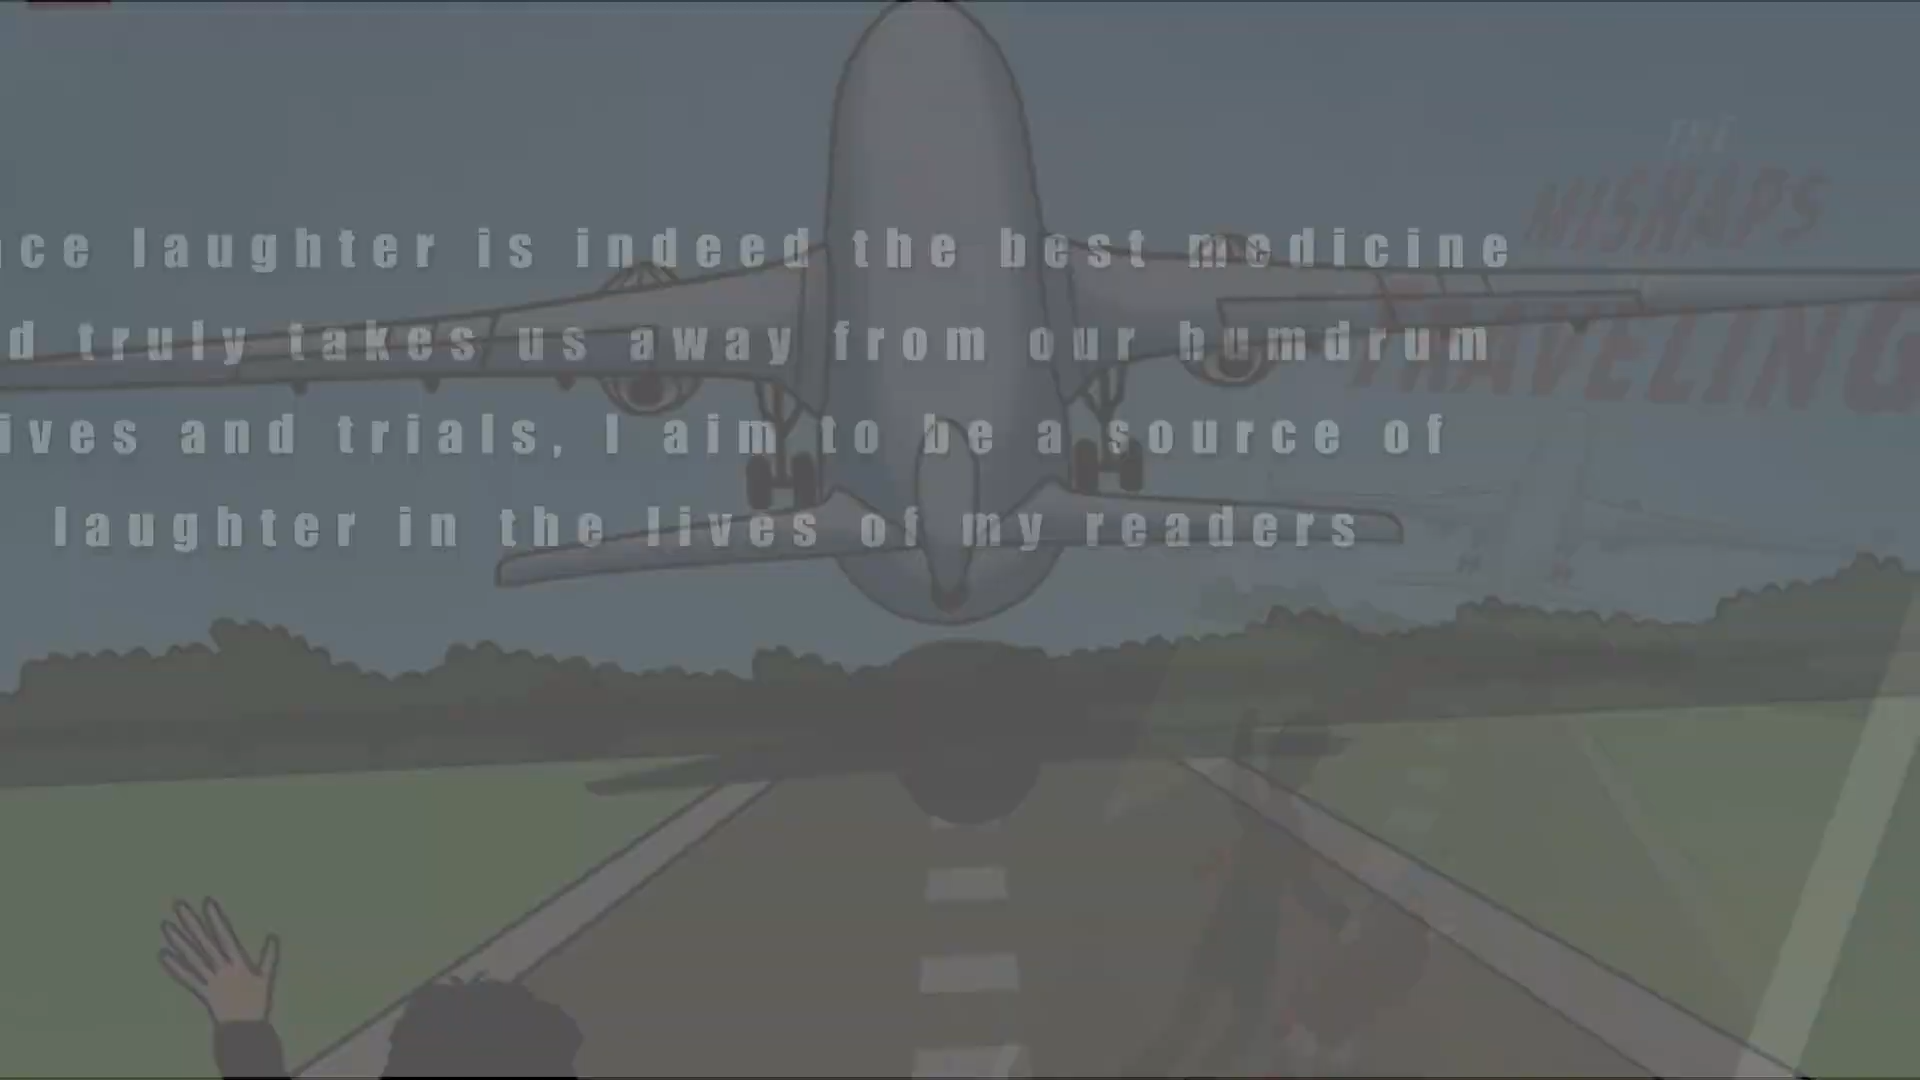 ce laughter is indeed the best medicine
d truly takes us away from our humdrum
ives and trials, I aim to be a source of
laughter in the lives of my readers
THE
MISHAPS
TRAVELING